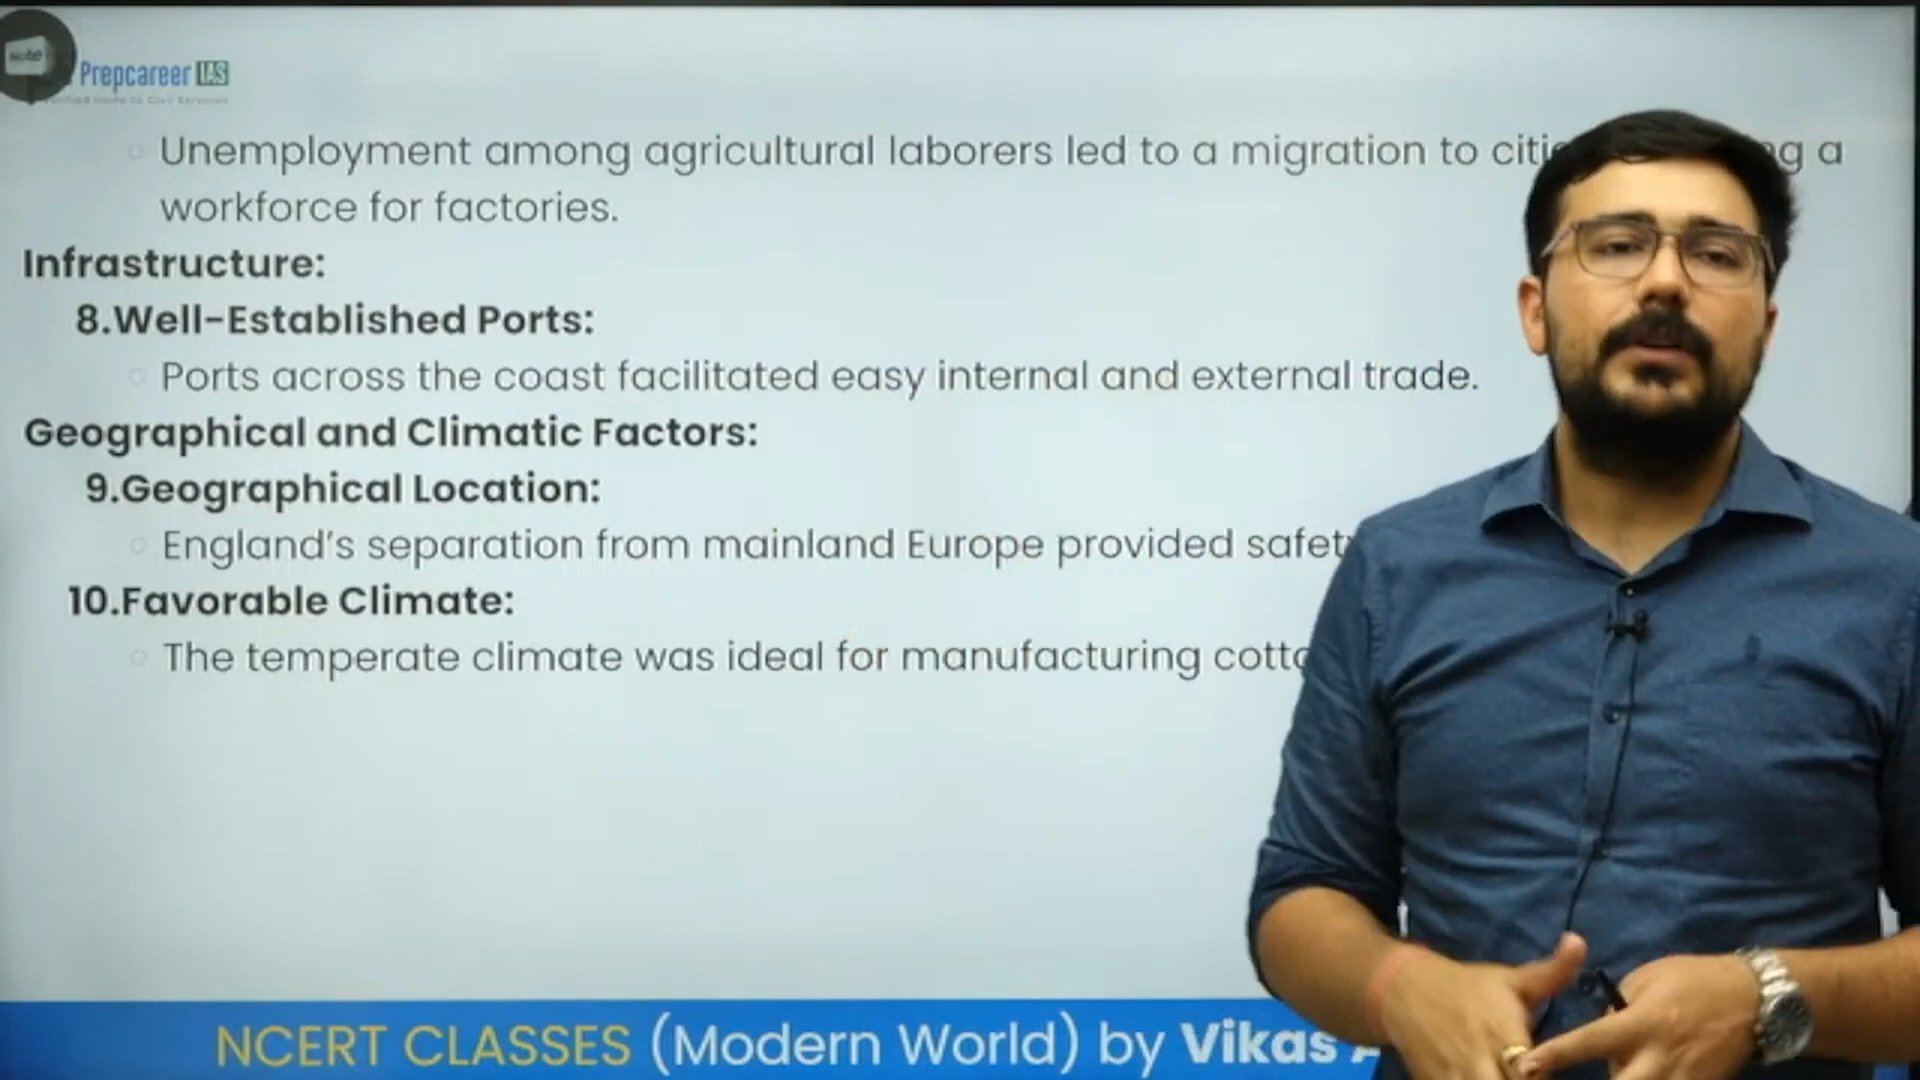 Prepcareer IAS
Unemployment among agricultural laborers led to a migration to a
workforce for factories.
Infrastructure:
8.Well-Established Ports:
Ports across the coast facilitated easy internal and external trade.
Geographical and Climatic Factors:
9.Geographical Location:
England's separation from mainland Europe provided
10.Favorable Climate:
The temperate climate was ideal for manufacturing
NCERT CLASSES (Modern World) by Vikas